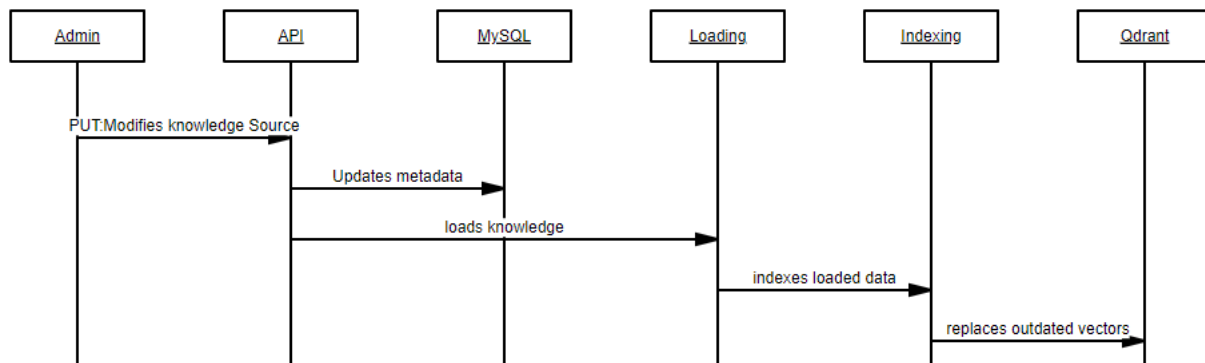 Admin
API
MySQL
Loading
Indexing
Qdrant
PUT:Modifies knowledge Source
Updates metadata
loads knowledge
indexes loaded data
replaces outdated vectors